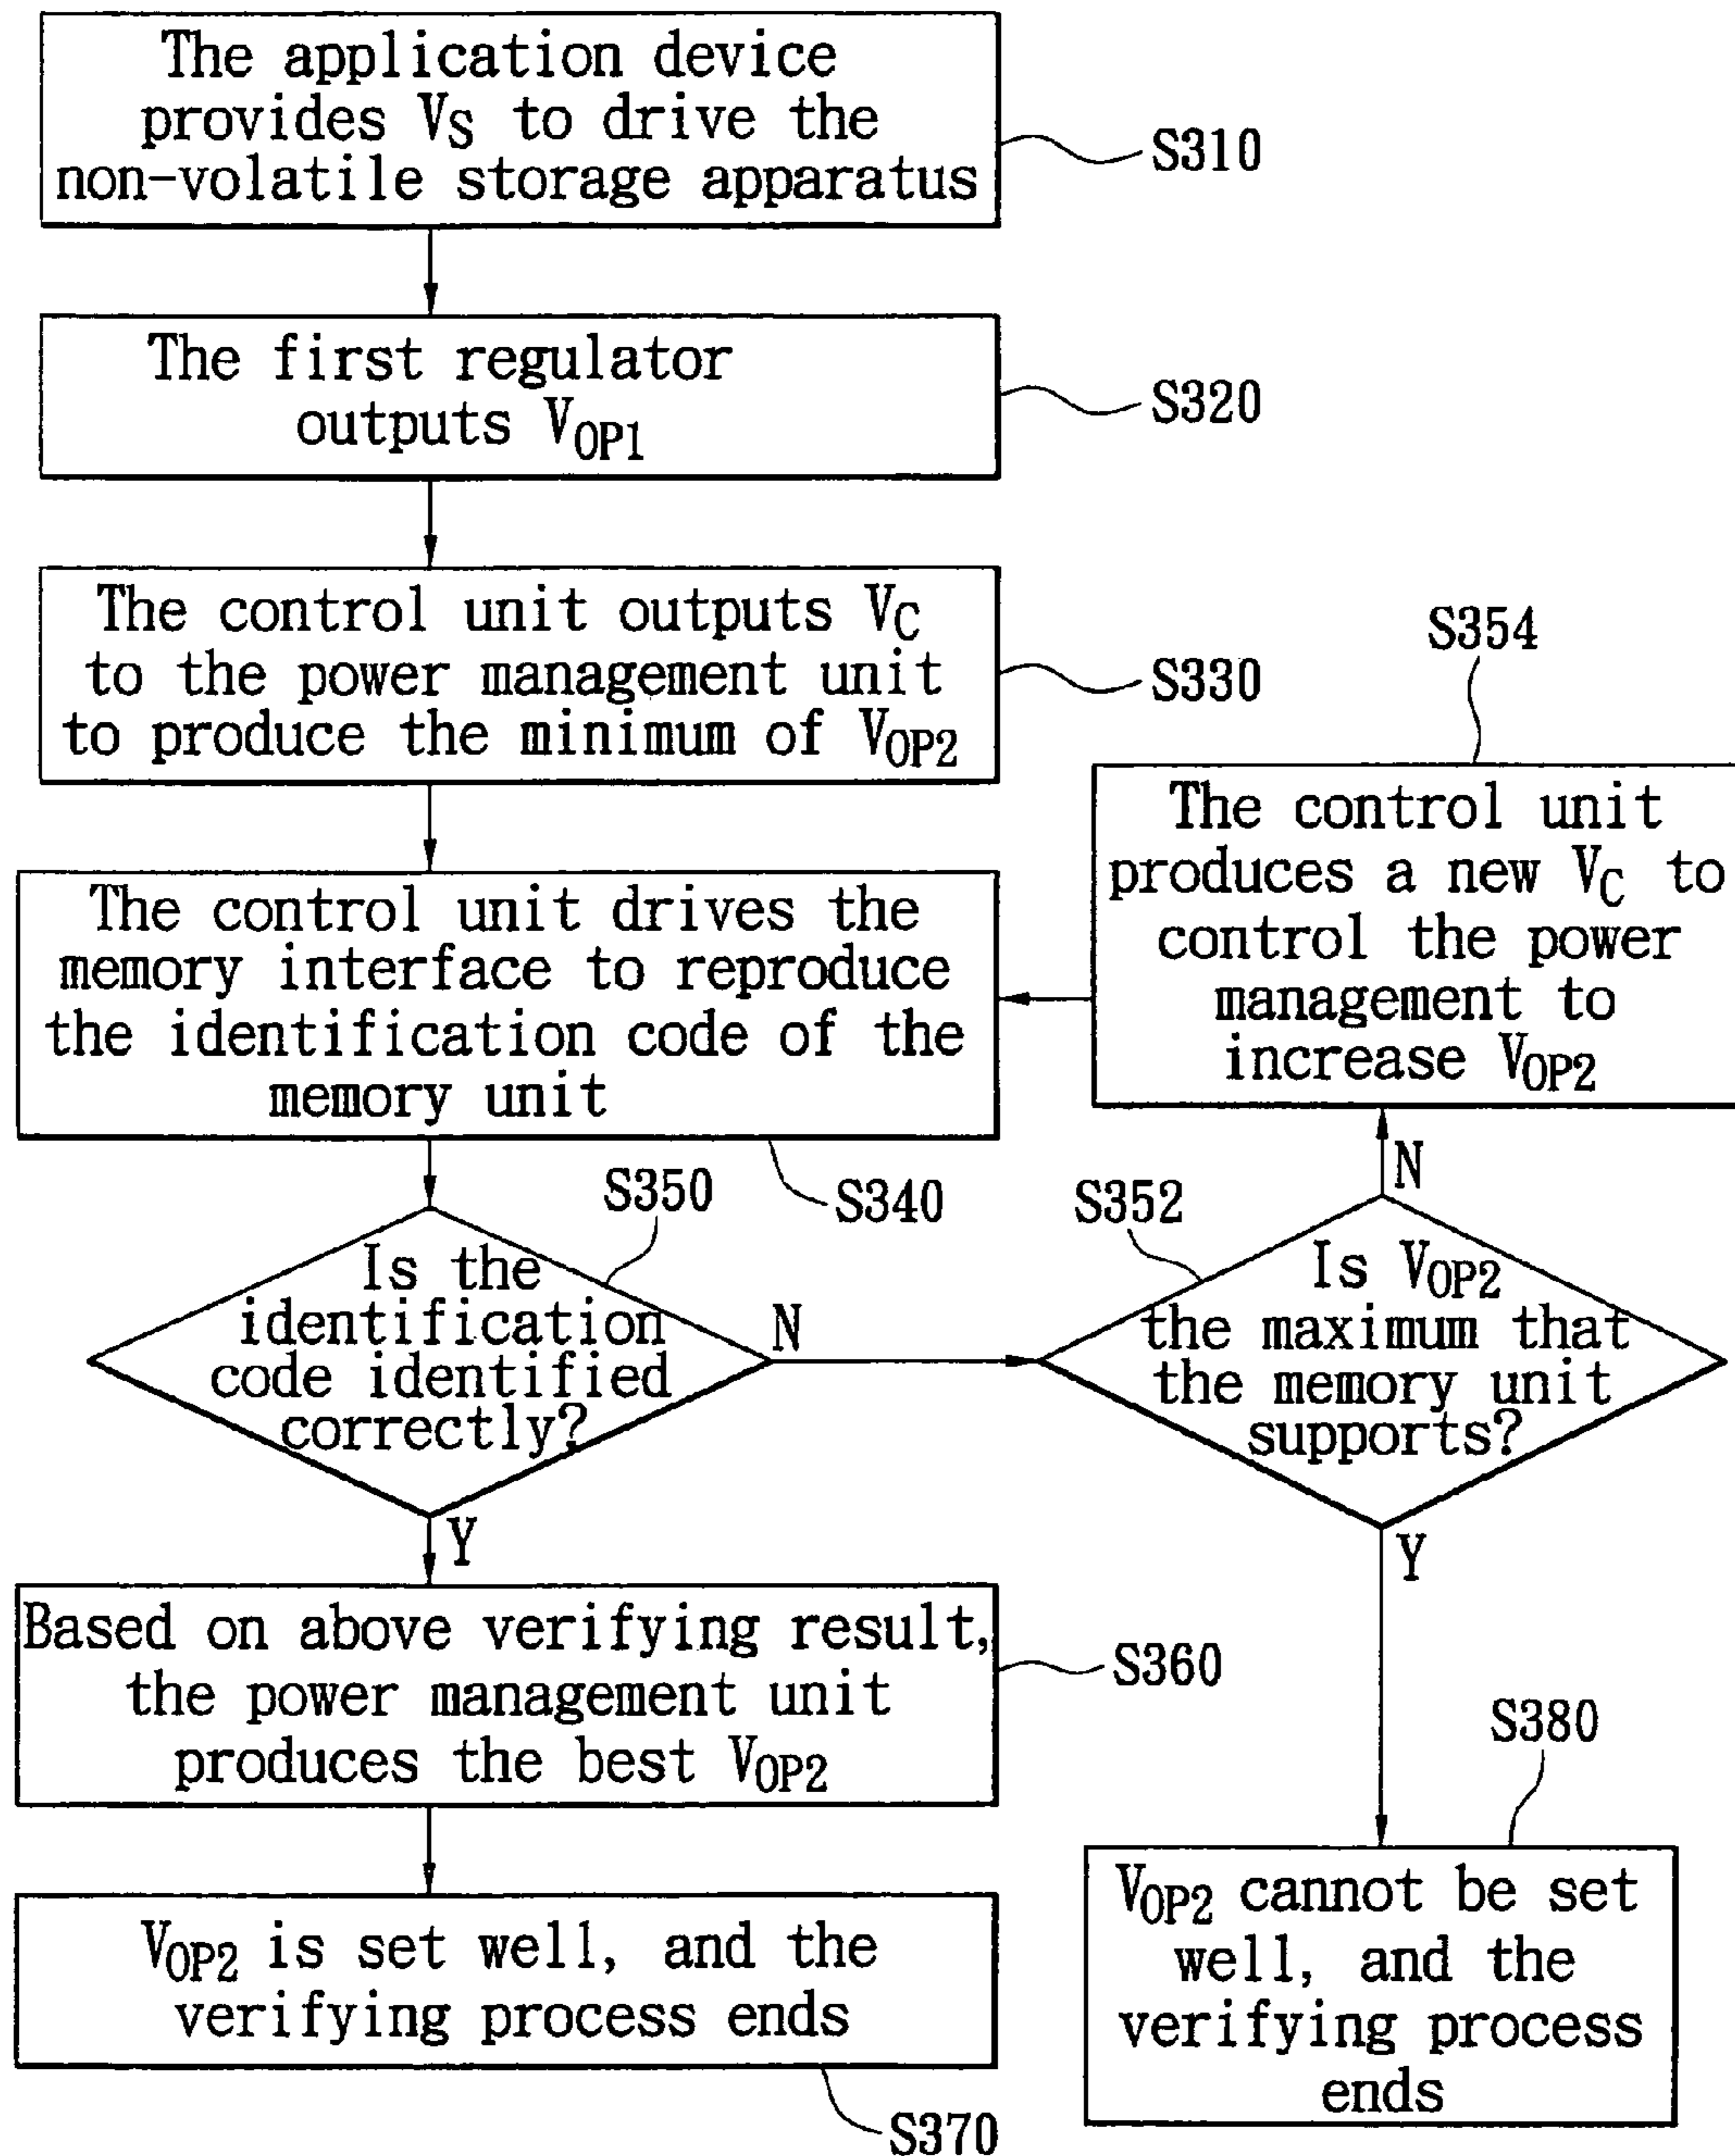 The application device
provides VS to drive the
non-volatile storage apparatus
S310
The first regulator
outputs VOP1
S320
The control unit outputs VC
to the power management unit
to produce the minimum of VOP2
S330
The control unit drives the
memory interface to reproduce
the identification code of the
memory unit
S340
S354
The control unit
produces a new VC to
control the power
management to
increase VOP2
S350
Is the
identification
code identified
correctly?
N
Y
S352
N
Is VOP2
the maximum that
the memory unit
supports?
Y
Based on above verifying result,
the power management unit
produces the best VOP2
S360
VOP2 is set well, and the
verifying process ends
S370
S380
VOP2 cannot be set
well, and the
verifying process
ends